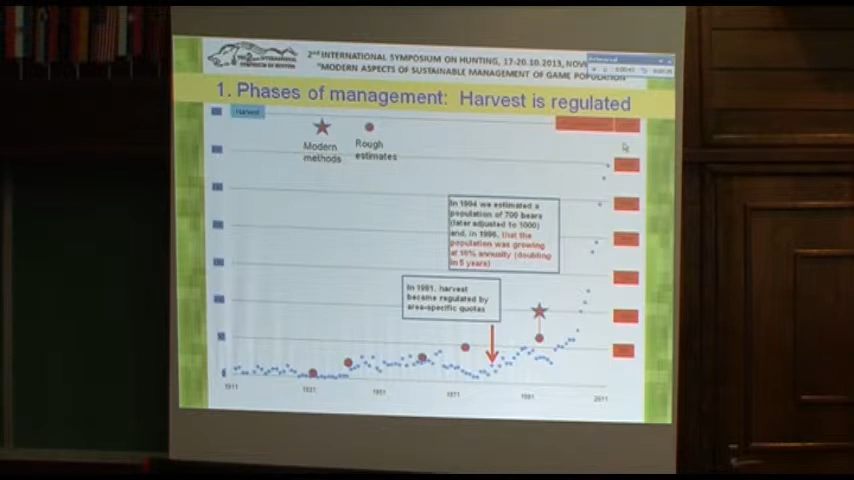 2nd INTERNATIONAL SYMPOSIUM ON HUNTING, 17-20.10.2013, NOV
"MODERN ASPECTS OF SUSTAINABLE MANAGEMENT OF GAME POPULATION
1. Phases of management: Harvest is regulated
Harvest
Modern
methods
Rough
estimates
In 1994 we estimated a
population of 700 bears
(later adjusted to 1000)
and, in 1996, that the
population was growing
at 16% annually (doubling
in 5 years)
In 1981, harvest
became regulated by
area-specific quotas
1911
1931
1951
1971
1991
2011